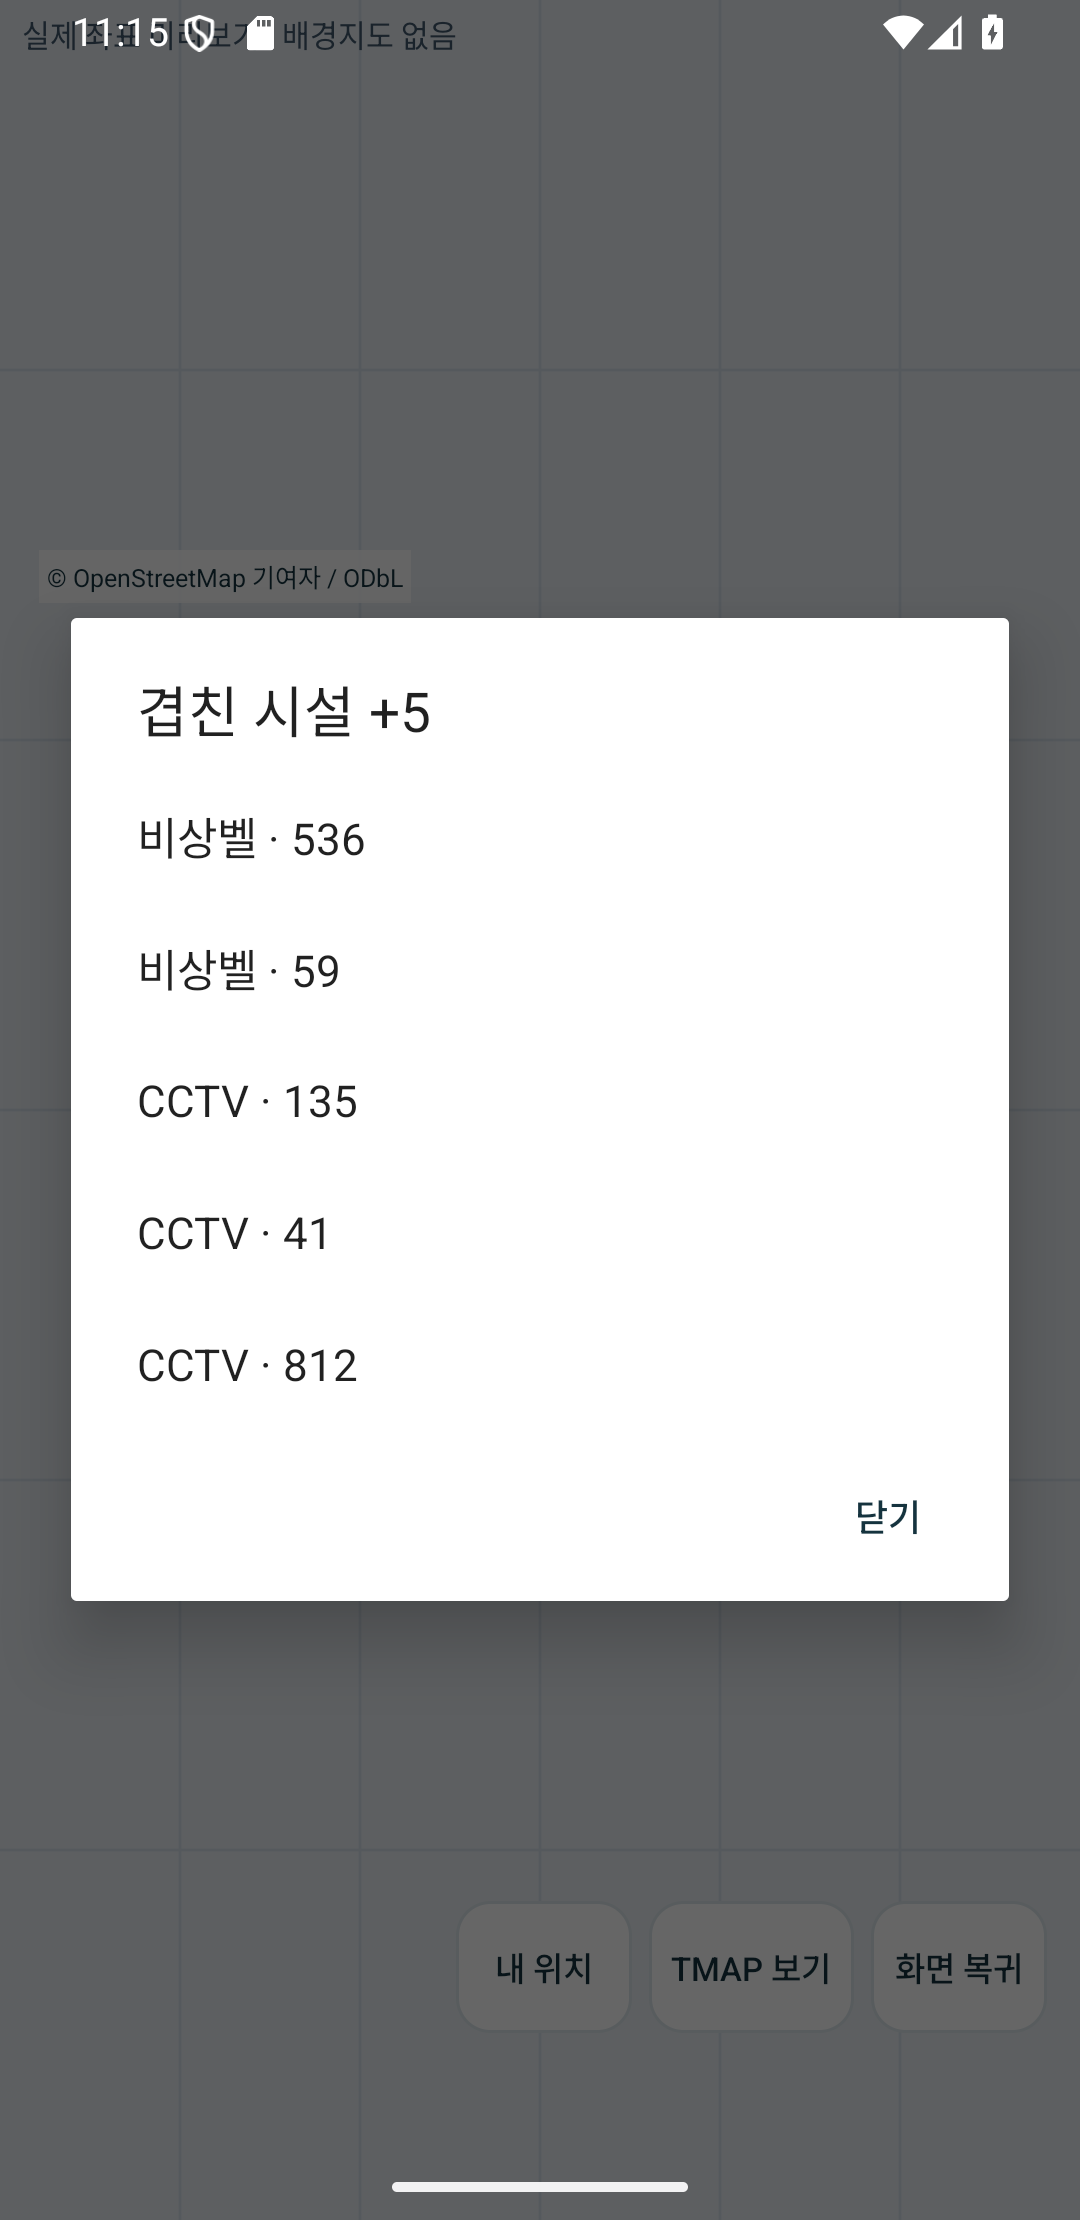 11:15
배경지도 없음
© OpenStreetMap 기여자 / ODbL
겹친 시설 +5
비상벨 · 536
비상벨 · 59
CCTV · 135
CCTV · 41
CCTV · 812
닫기
내 위치
TMAP 보기
화면 복귀